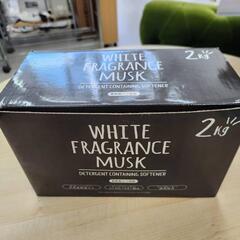 WHITE
FRAGRANCE
MUSK
DETERGENT CONTAINING SOFTENER
2Kg
WHITE
FRAGRANCE
MUSK
DETERGENT CONTAINING SOFTENER
2Kg